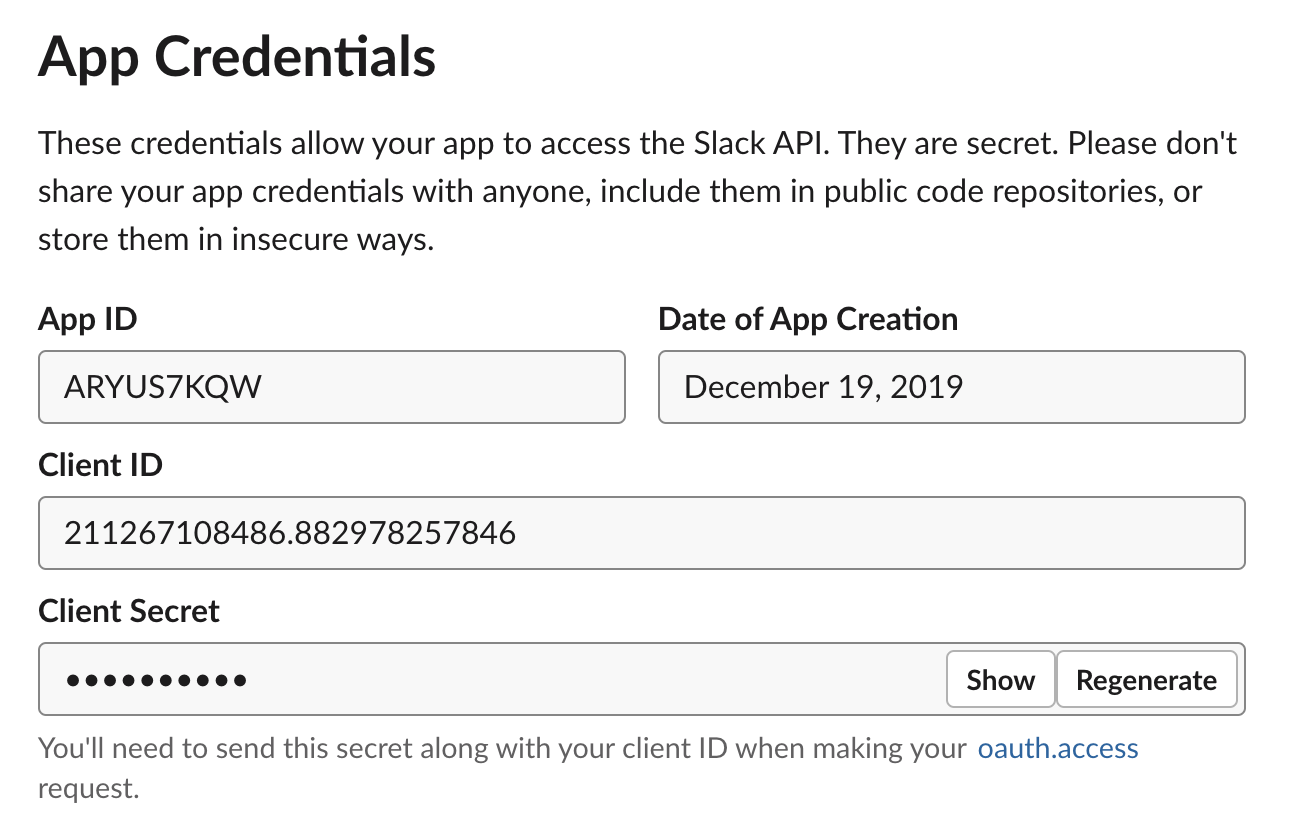 App Credentials
These credentials allow your app to access the Slack API. They are secret. Please don't
share your app credentials with anyone, include them in public code repositories, or
store them in insecure ways.
App ID
Date of App Creation
ARYUS7KQW
December 19, 2019
Client ID
211267108486.882978257846
Client Secret
••••••••••
Show
Regenerate
You'll need to send this secret along with your client ID when making your oauth.access
request.